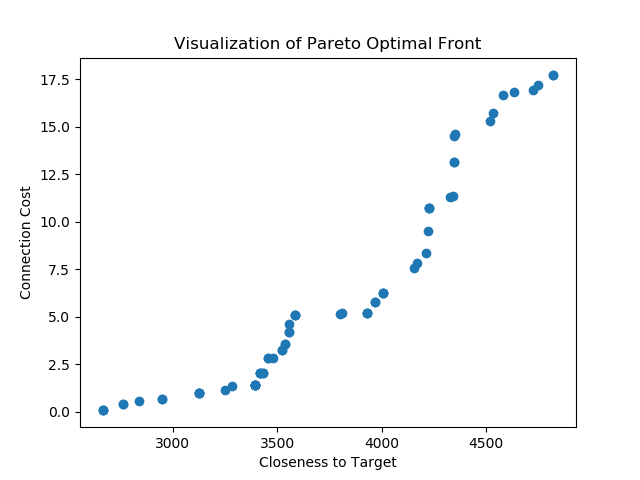 Visualization of Pareto Optimal Front
17.5
15.0
12.5
10.0
7.5
5.0
2.5
0.0
Connection Cost
3000 3500 4000 4500
Closeness to Target